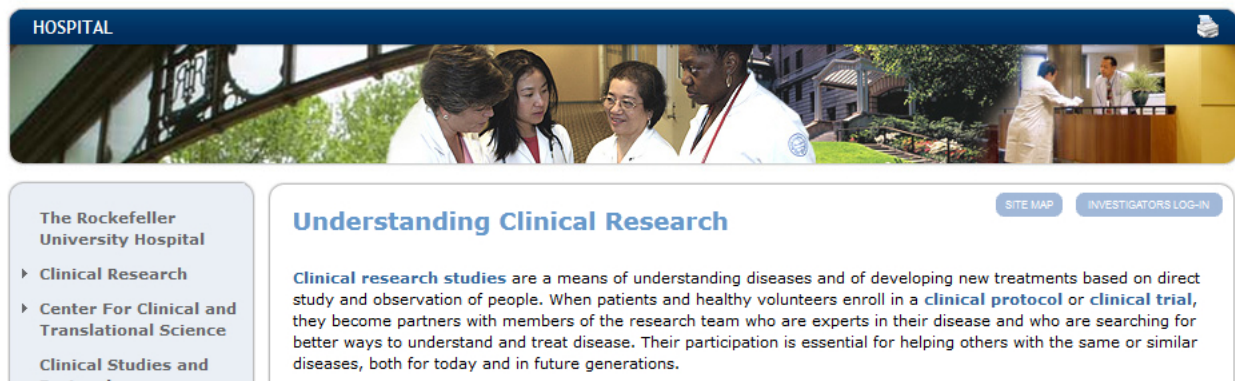 HOSPITAL
The Rockefeller
University Hospital
Clinical Research
Center For Clinical and
Translational Science
Clinical Studies and
SITE MAP
INVESTIGATORS LOG-IN
Understanding Clinical Research
Clinical research studies are a means of understanding diseases and of developing new treatments based on direct
study and observation of people. When patients and healthy volunteers enroll in a clinical protocol or clinical trial,
they become partners with members of the research team who are experts in their disease and who are searching for
better ways to understand and treat disease. Their participation is essential for helping others with the same or similar
diseases, both for today and in future generations.